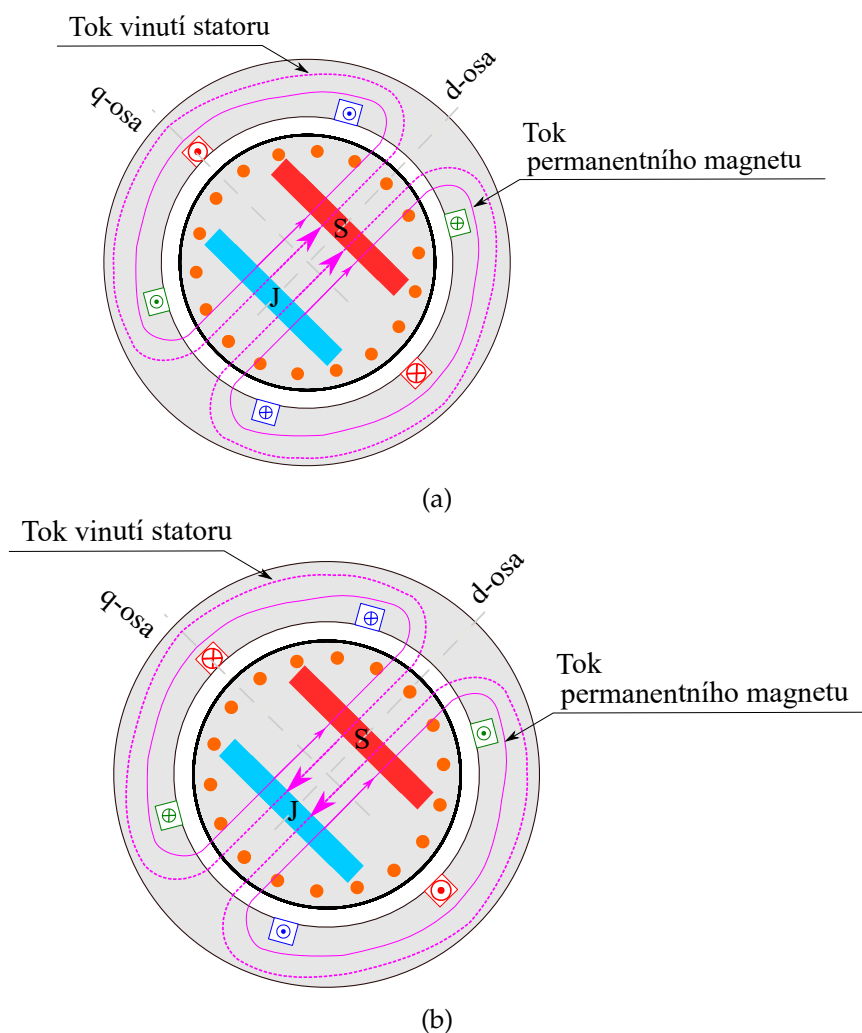 Tok vinutí statoru
q-osa
d-osa
Tok
permanentního magnetu
S
J
(a)
Tok vinutí statoru
q-osa
d-osa
Tok
permanentního magnetu
S
J
(b)